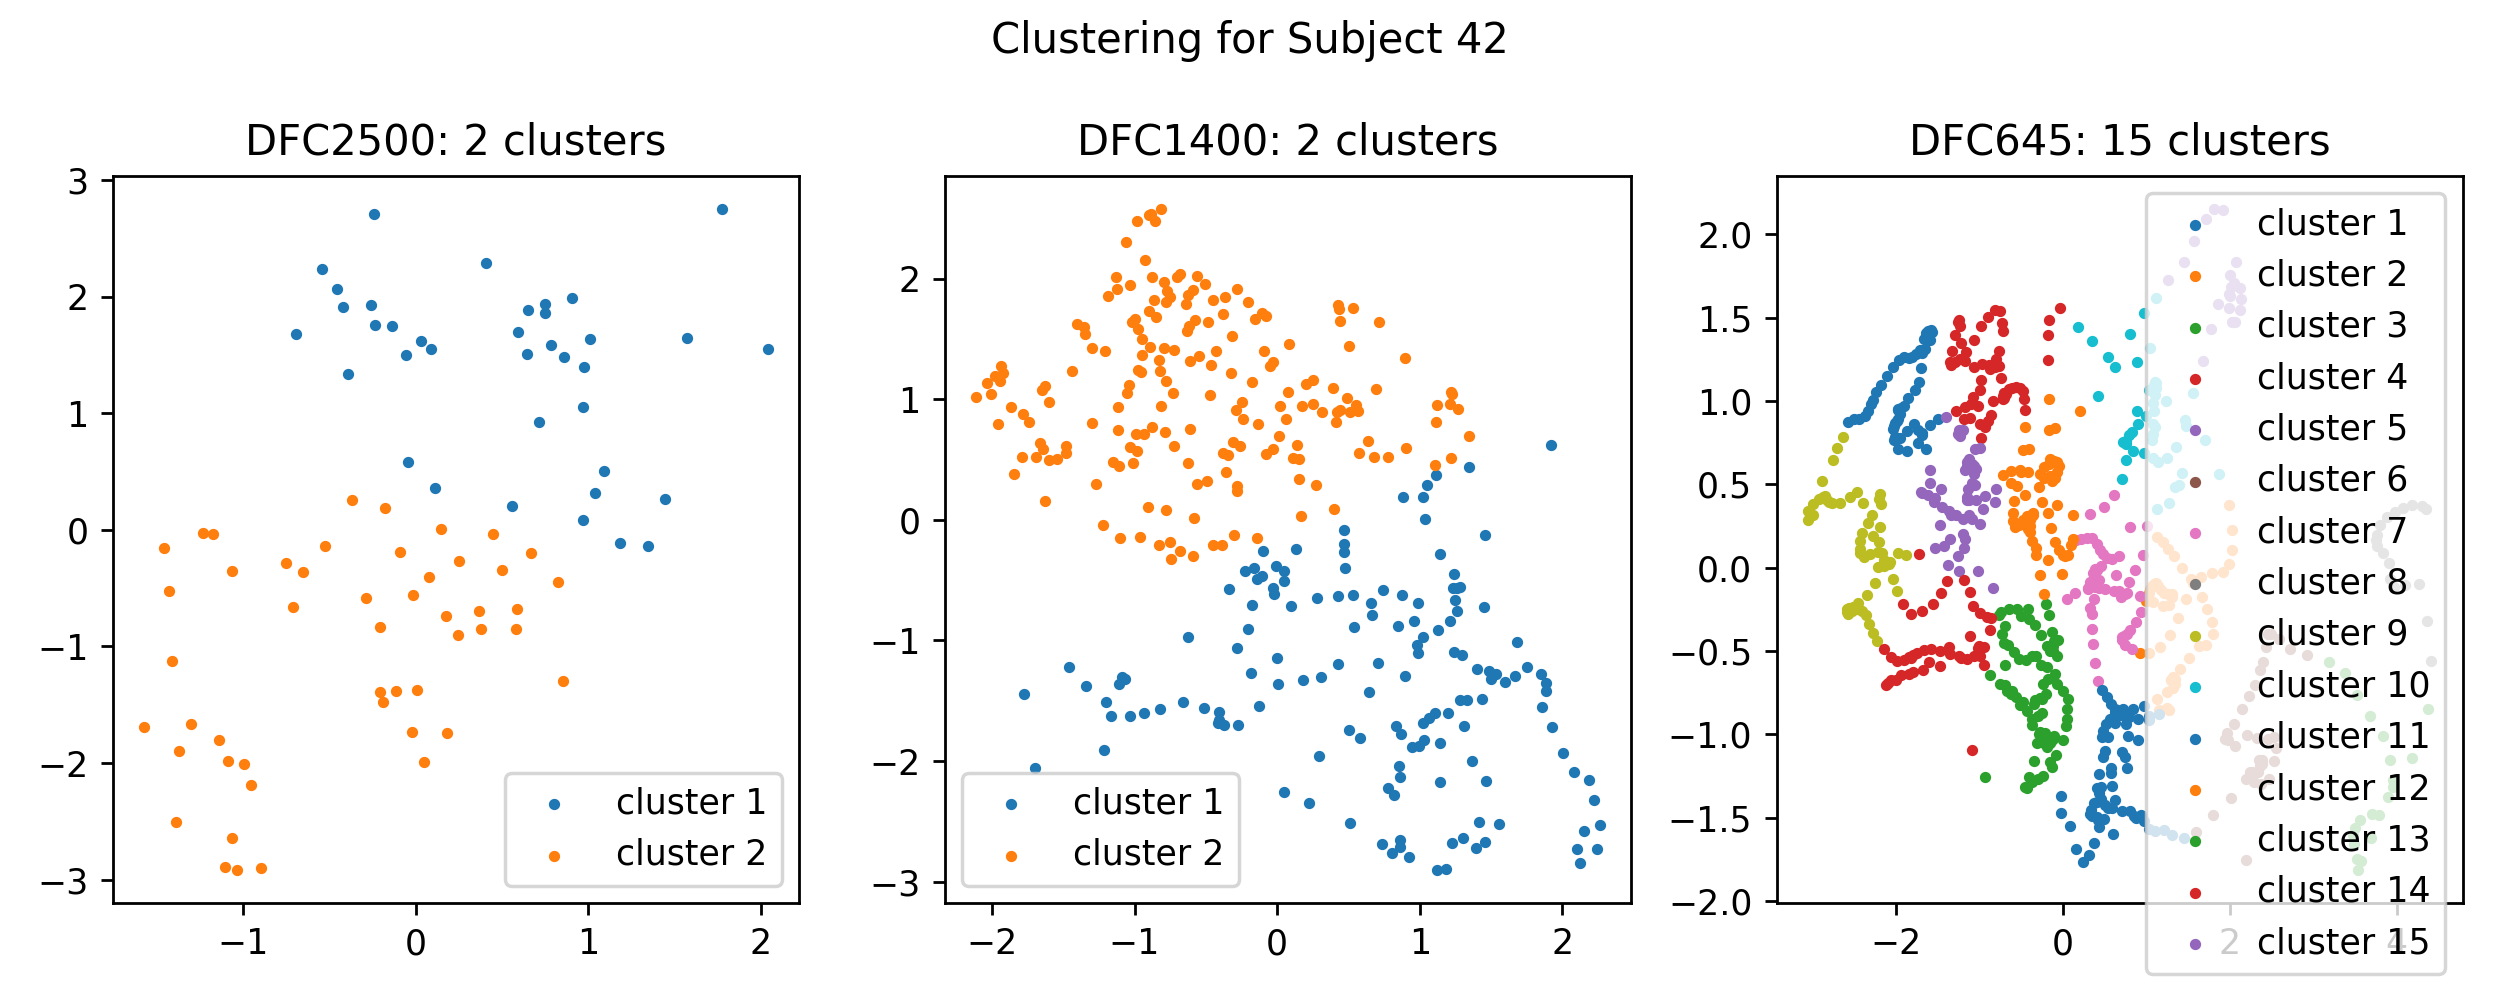 Clustering for Subject 42
DFC2500: 2 clusters
3
2
1
0
−1
−2
−3
−1
0
1
2
cluster 1
cluster 2
DFC1400: 2 clusters
2
1
0
−1
−2
−3
−2
−1
0
1
2
cluster 1
cluster 2
DFC645: 15 clusters
2.0
1.5
1.0
0.5
0.0
−0.5
−1.0
−1.5
−2.0
−2
0
2
4
cluster 1
cluster 2
cluster 3
cluster 4
cluster 5
cluster 6
cluster 7
cluster 8
cluster 9
cluster 10
cluster 11
cluster 12
cluster 13
cluster 14
cluster 15